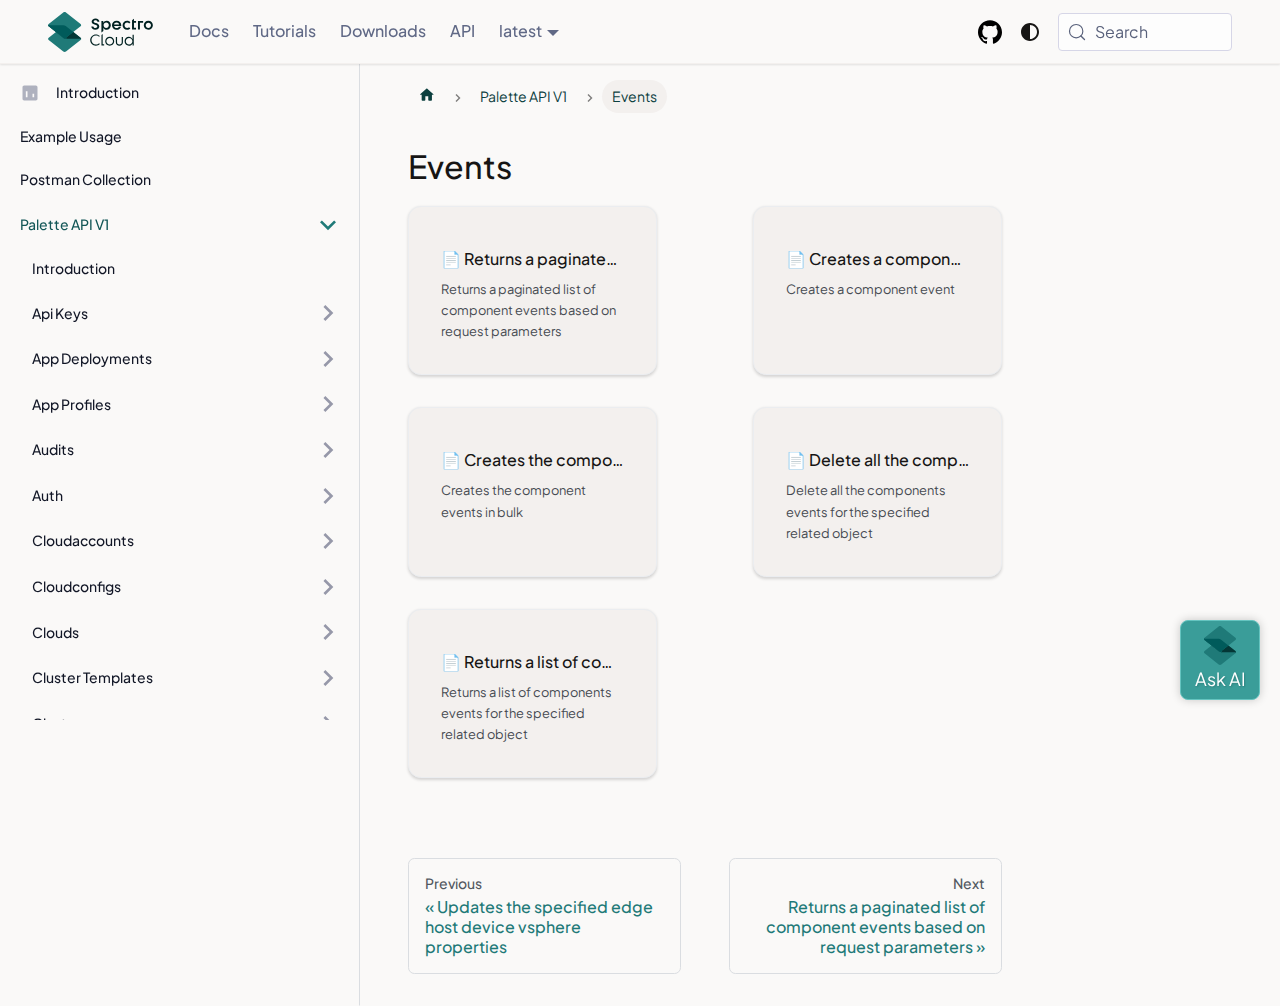 Spectro Cloud
Docs Tutorials Downloads API latest
Search
Introduction
Example Usage
Postman Collection
Palette API V1
Introduction
Api Keys
App Deployments
App Profiles
Audits
Auth
Cloudaccounts
Cloudconfigs
Clouds
Cluster Templates
Palette API V1 > Events
Events
Returns a paginate...
Returns a paginated list of
component events based on
request parameters
Creates a compon...
Creates a component event
Creates the compo...
Creates the component
events in bulk
Delete all the comp...
Delete all the components
events for the specified
related object
Returns a list of co...
Returns a list of components
events for the specified
related object
Previous
« Updates the specified edge
host device vsphere
properties
Next
Returns a paginated list of
component events based on
request parameters »
Ask AI